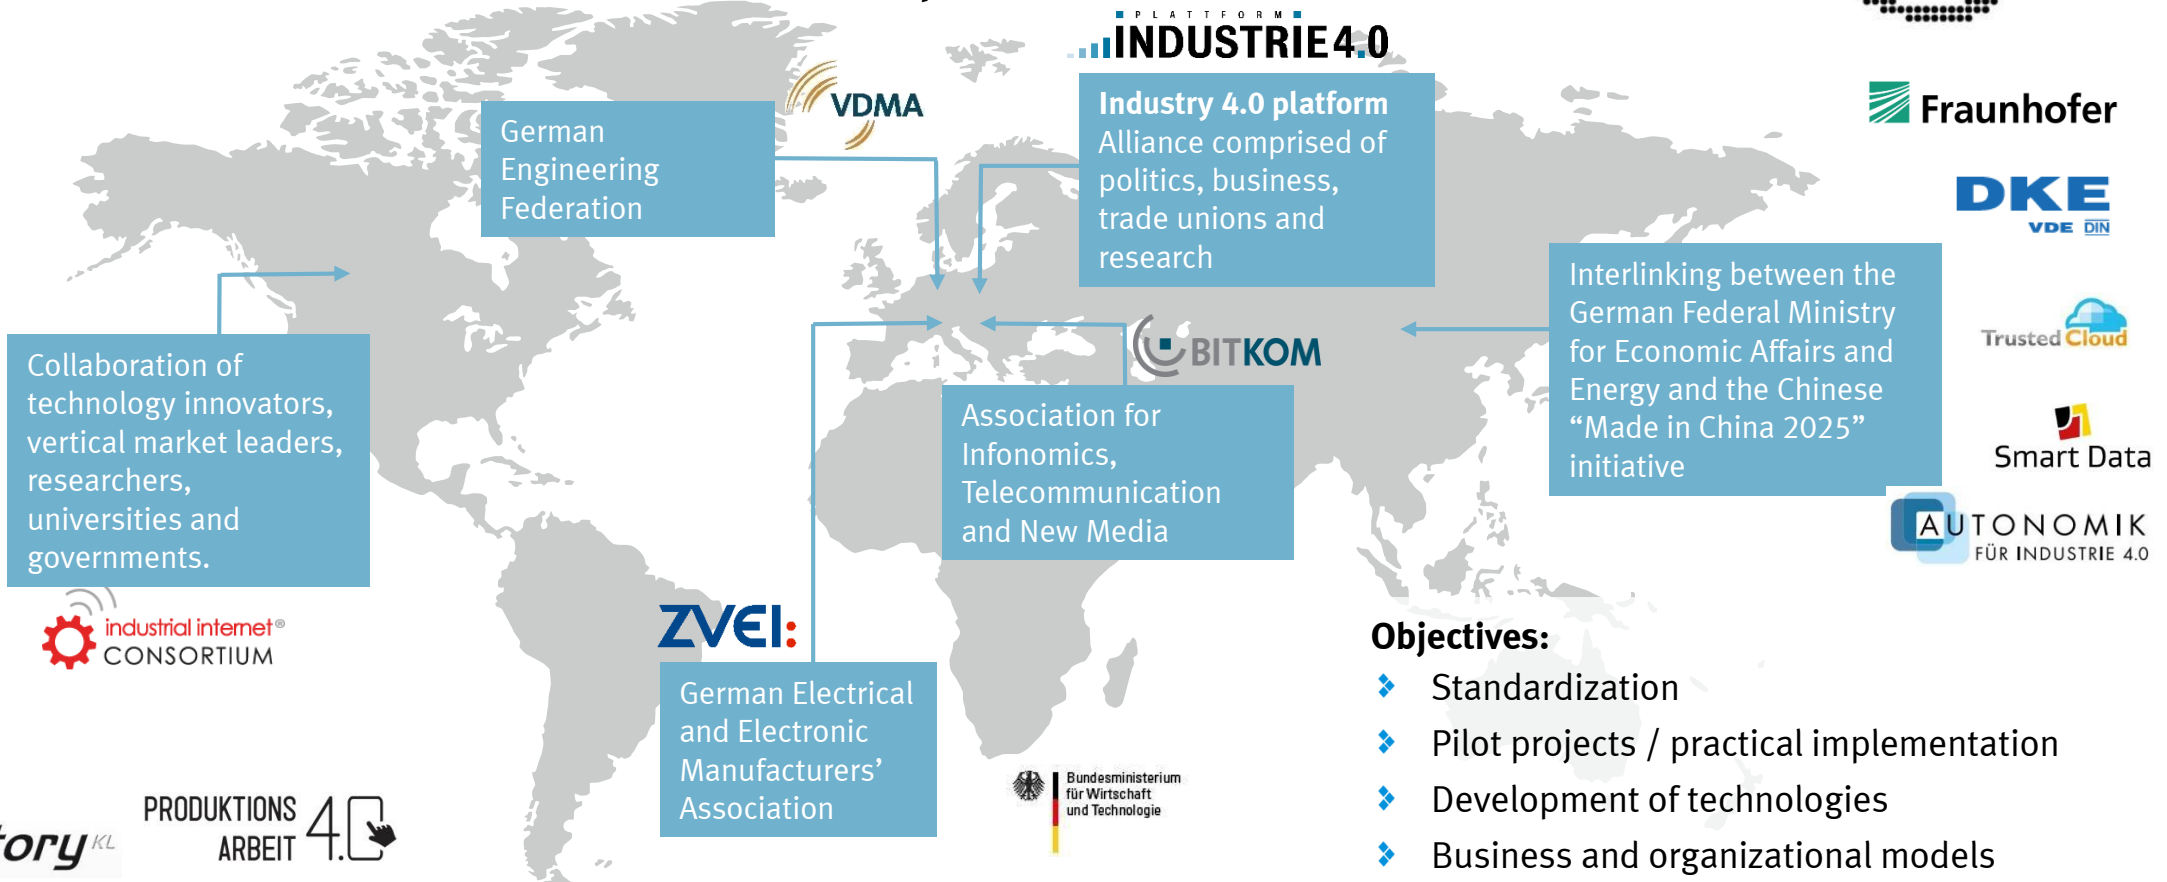 PLATTFORM
INDUSTRIE4.0
VDMA
German
Engineering
Federation
Industry 4.0 platform
Alliance comprised of
politics, business,
trade unions and
research
Fraunhofer
DKE
VDE DIN
Interlinking between the
German Federal Ministry
for Economic Affairs and
Energy and the Chinese
“Made in China 2025”
initiative
Trusted Cloud
Smart Data
AUTONOMIK
FÜR INDUSTRIE 4.0
Collaboration of
technology innovators,
vertical market leaders,
researchers,
universities and
governments.
industrial internet®
CONSORTIUM
BITKOM
Association for
Infonomics,
Telecommunication
and New Media
ZVEI:
German Electrical
and Electronic
Manufacturers’
Association
Bundesministerium
für Wirtschaft
und Technologie
PRODUKTIONS
ARBEIT 4.0
ory KL
Objectives:
Standardization
Pilot projects / practical implementation
Development of technologies
Business and organizational models